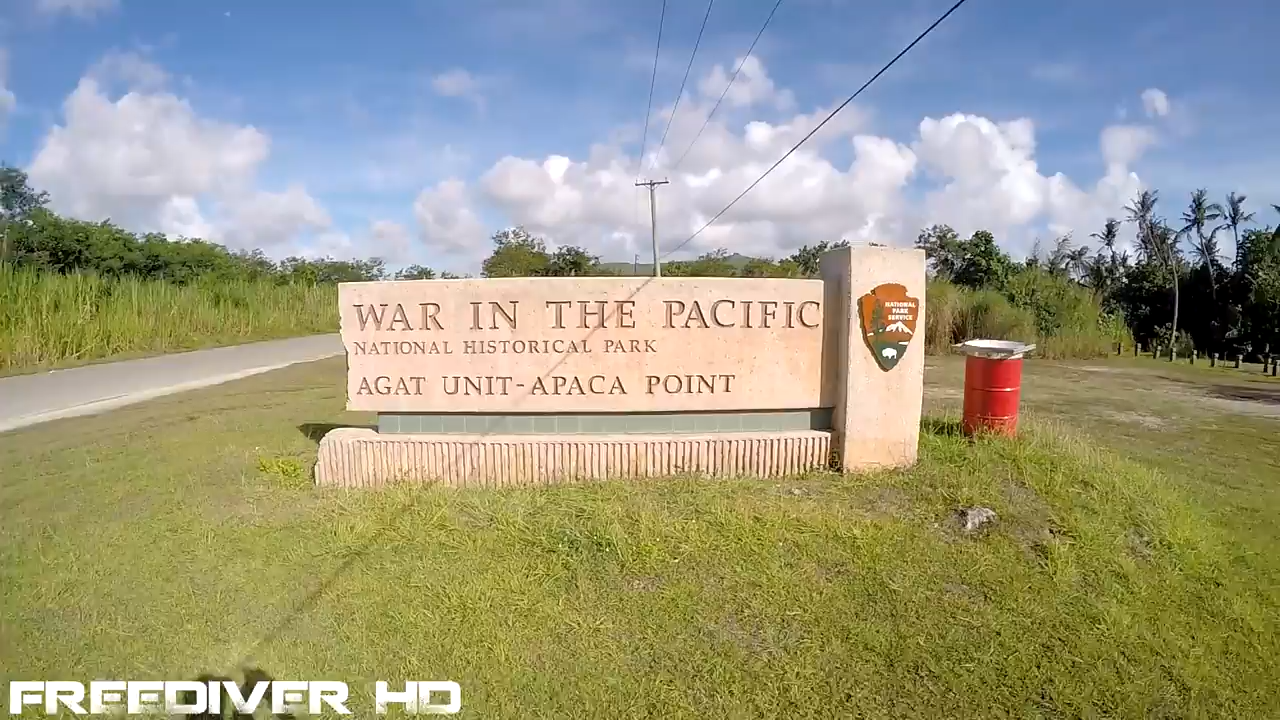 WAR IN THE PACIFIC
NATIONAL HISTORICAL PARK
AGAT UNIT-APACA POINT
NATIONAL
PARK
SERVICE
FREEDIVER HD